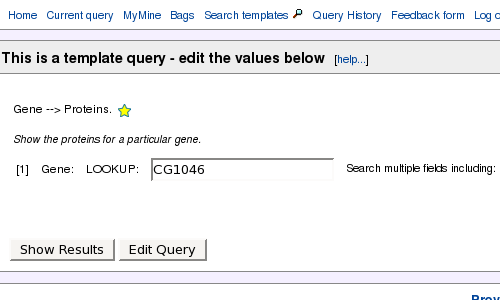 Home Current query MyMine Bags Search templates Query History Feedback form Log o
This is a template query - edit the values below [help...]
Gene --> Proteins.
Show the proteins for a particular gene.
[1] Gene: LOOKUP: CG1046 Search multiple fields including:
Show Results Edit Query
Prev